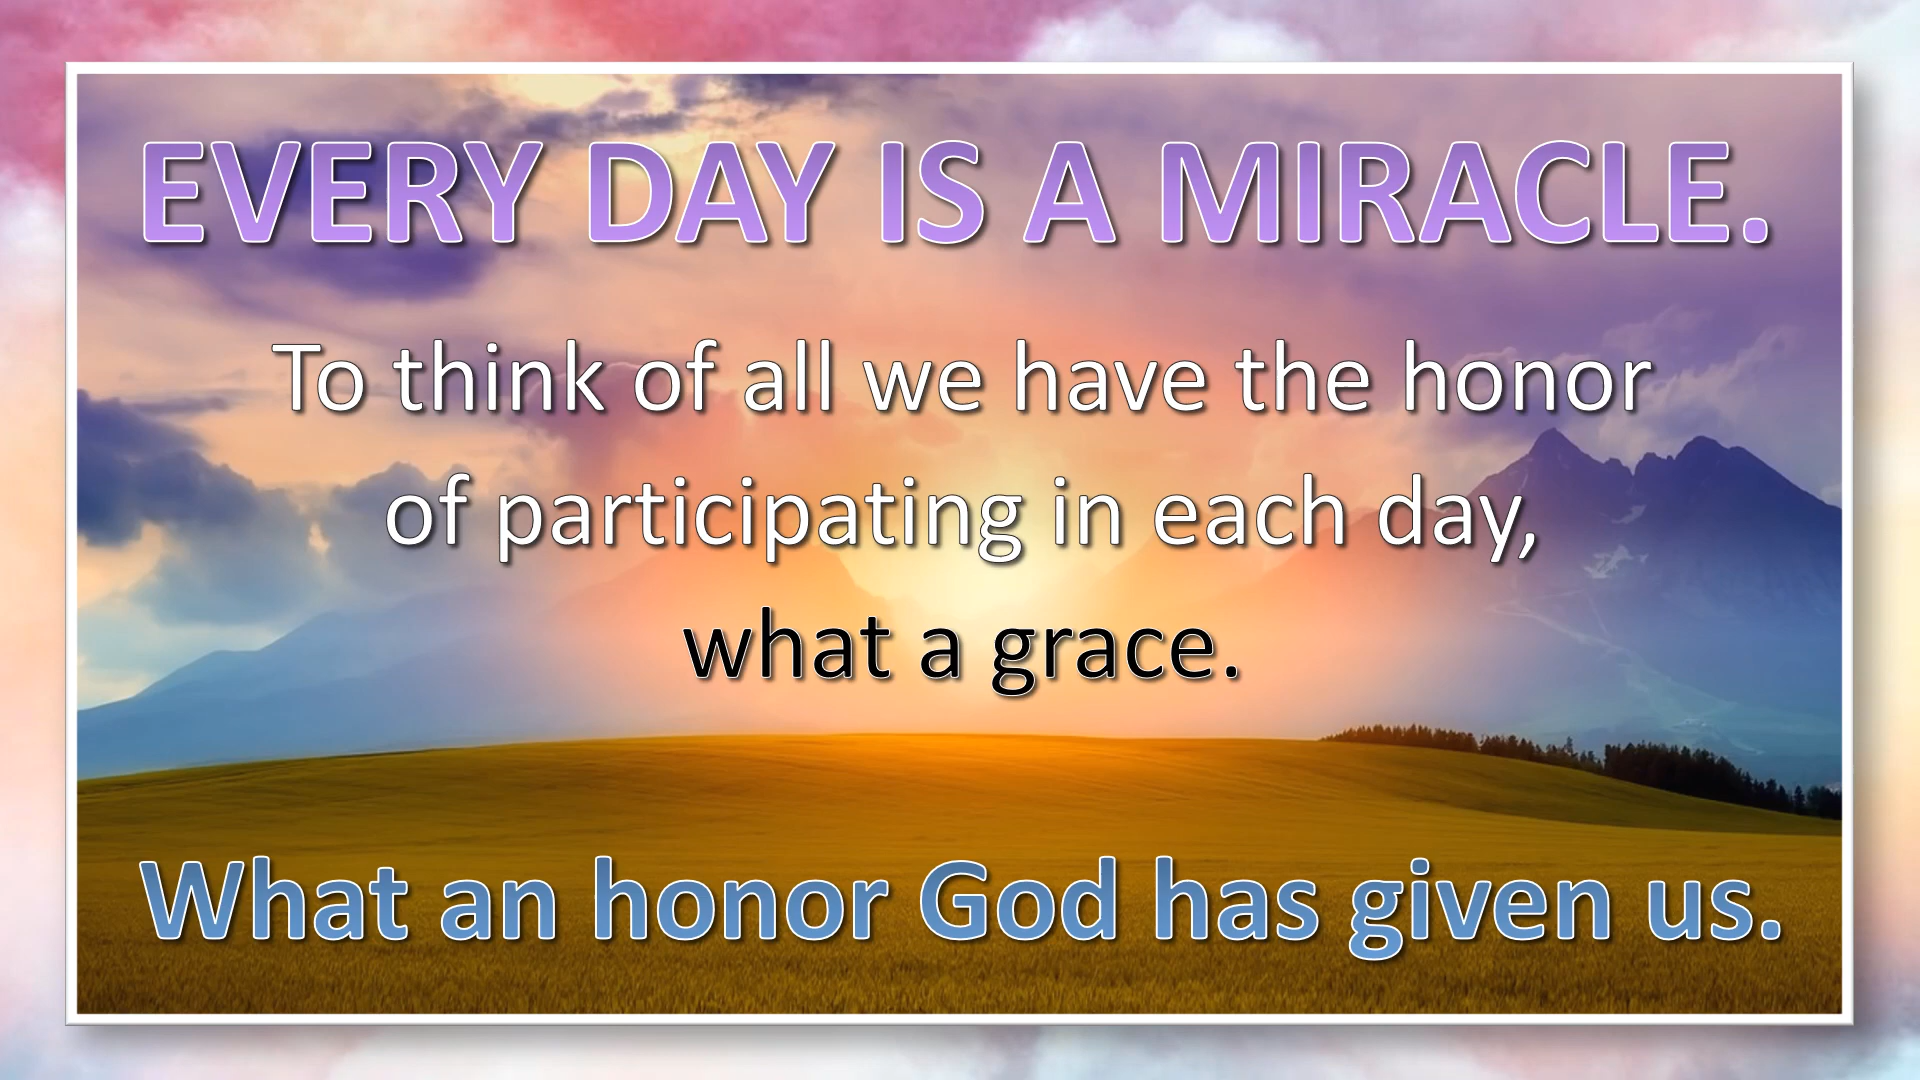 EVERY DAY IS A MIRACLE.
To think of all we have the honor
of participating in each day,
what a grace.
What an honor God has given us.